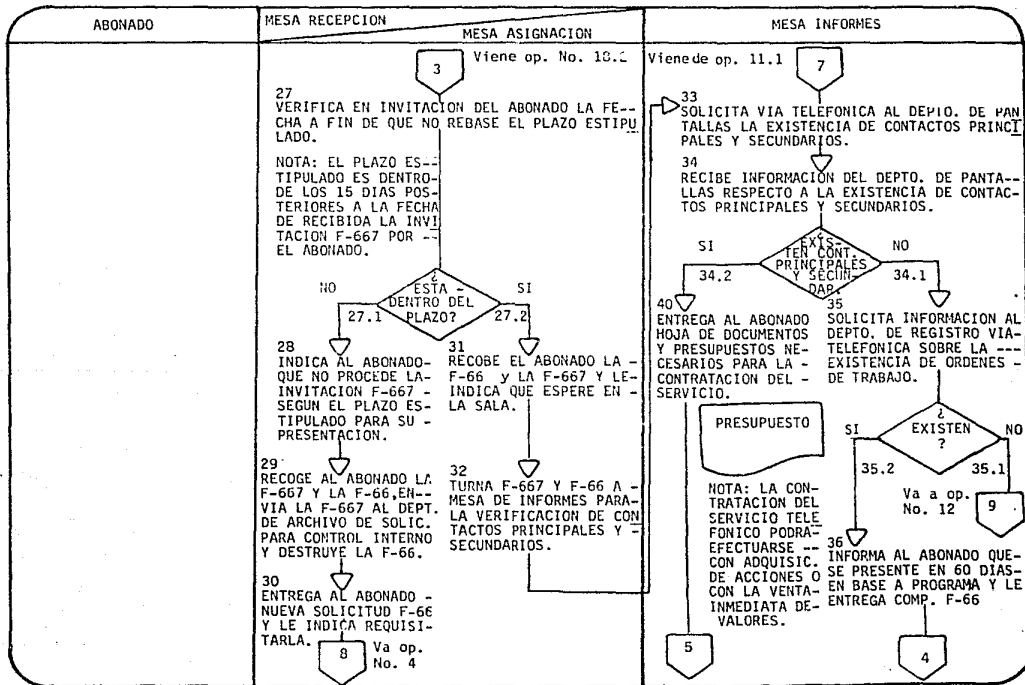 ABONADO
MESA RECEPCION
MESA ASIGNACION
MESA INFORMES
3
Viene op. No. 18.2
27
VERIFICA EN INVITACION DEL ABONADO LA FE--
CHA A FIN DE QUE NO REBASE EL PLAZO ESTIPU
LADO.
NOTA: EL PLAZO ES--
TIPULADO ES DENTRO-
DE LOS 15 DIAS POS-
TERIORES A LA FECHA
DE RECIBIDA LA INVI
TACION F-667 POR --
EL ABONADO.
¿
ESTA -
DENTRO DEL
PLAZO?
NO
27.1
SI
27.2
28
INDICA AL ABONADO-
QUE NO PROCEDE LA-
INVITACION F-667 -
SEGUN EL PLAZO ES-
TIPULADO PARA SU -
PRESENTACION.
29
RECOGE AL ABONADO LA
F-667 Y LA F-66,EN--
VIA LA F-667 AL DEPT.
DE ARCHIVO DE SOLIC.
PARA CONTROL INTERNO
Y DESTRUYE LA F-66.
30
ENTREGA AL ABONADO -
NUEVA SOLICITUD F-66
Y LE INDICA REQUISI-
TARLA.
8
Va op.
No. 4
31
RECOBE EL ABONADO LA -
F-66 y LA F-667 Y LE-
INDICA QUE ESPERE EN -
LA SALA.
32
TURNA F-667 Y F-66 A -
MESA DE INFORMES PARA-
LA VERIFICACION DE CON
TACTOS PRINCIPALES Y -
SECUNDARIOS.
Viene de op. 11.1
7
33
SOLICITA VIA TELEFONICA AL DEPTO. DE PAN
TALLAS LA EXISTENCIA DE CONTACTOS PRINCI
PALES Y SECUNDARIOS.
34
RECIBE INFORMACION DEL DEPTO. DE PANTA--
LLAS RESPECTO A LA EXISTENCIA DE CONTAC-
TOS PRINCIPALES Y SECUNDARIOS.
¿
EXIS-
TEN CONT.
PRINCIPALES
Y SECUN-
DAR.
SI
34.2
NO
34.1
40
ENTREGA AL ABONADO
HOJA DE DOCUMENTOS
Y PRESUPUESTOS NE-
CESARIOS PARA LA -
CONTRATACION DEL -
SERVICIO.
PRESUPUESTO
NOTA: LA CON-
TRATACION DEL
SERVICIO TELE
FONICO PODRA-
EFECTUARSE --
CON ADQUISIC.
DE ACCIONES O
CON LA VENTA-
INMEDIATA DE-
VALORES.
5
35
SOLICITA INFORMACION AL
DEPTO. DE REGISTRO VIA-
TELEFONICA SOBRE LA ---
EXISTENCIA DE ORDENES -
DE TRABAJO.
¿
EXISTEN
?
SI
35.2
NO
35.1
Va a op.
No. 12
9
36
INFORMA AL ABONADO QUE-
SE PRESENTE EN 60 DIAS-
EN BASE A PROGRAMA Y LE
ENTREGA COMP. F-66
4